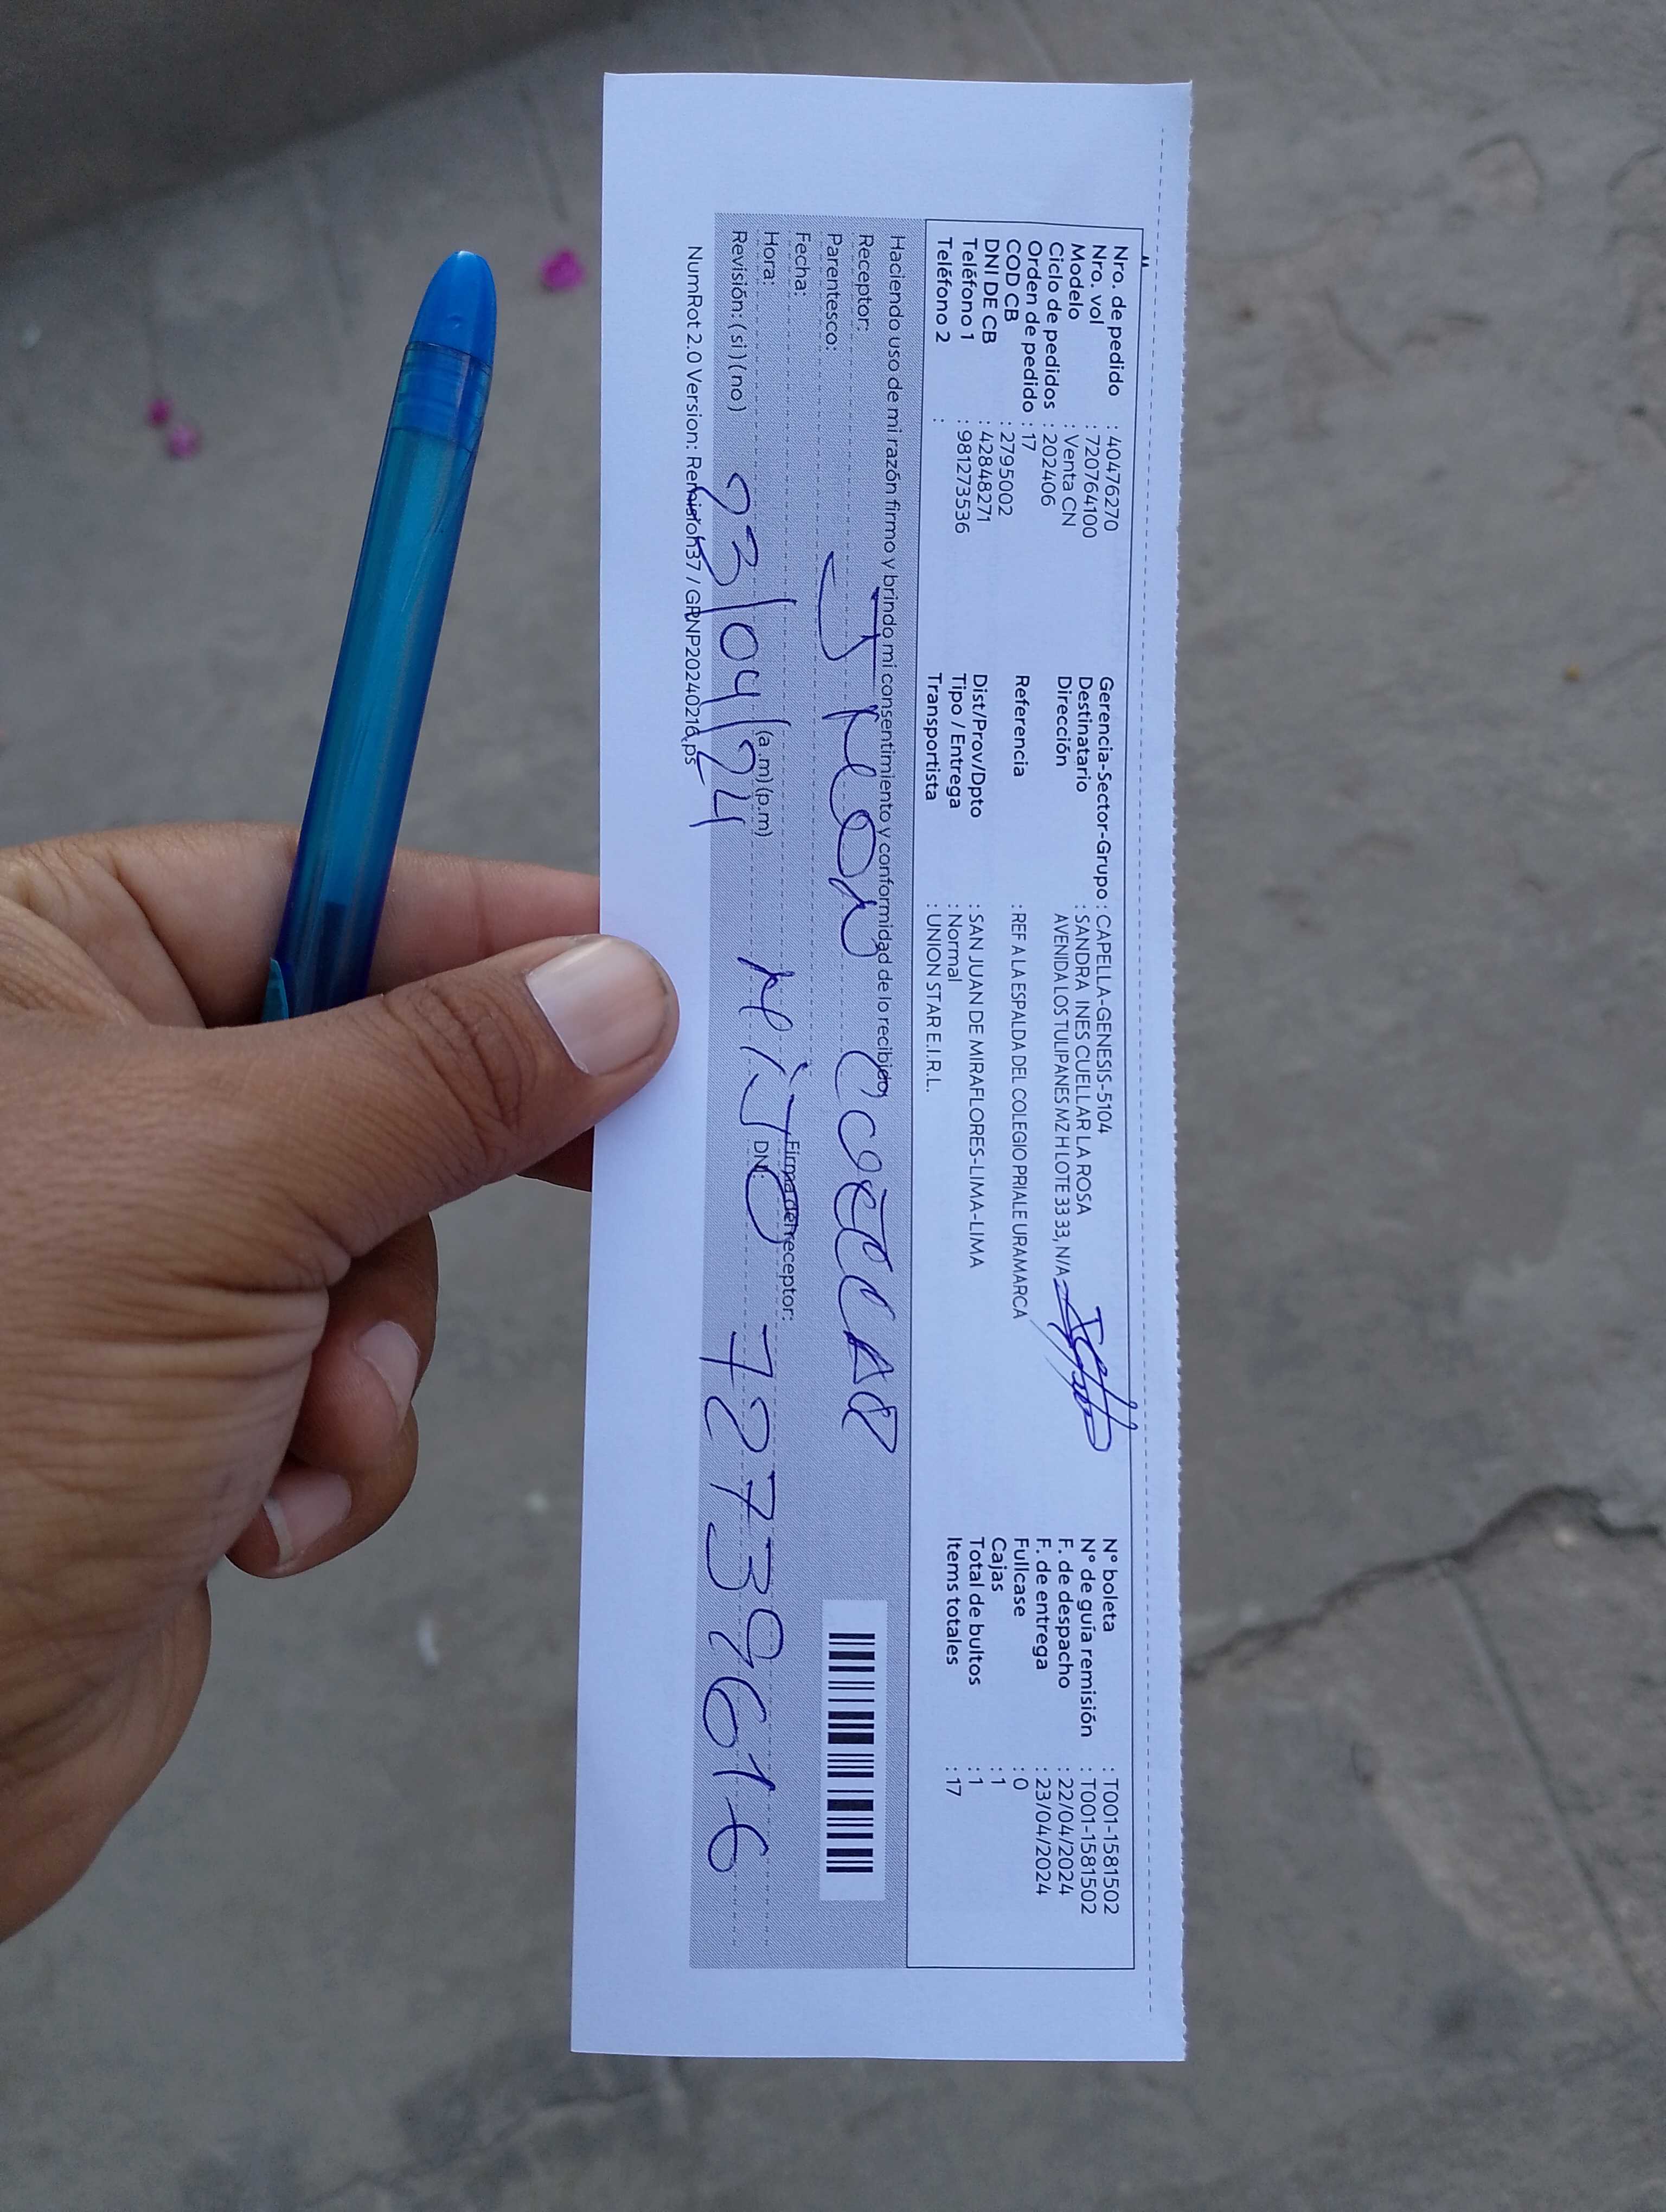 Nro. de pedido : 40476270
Nro. vol : 720764100
Modelo : Venta CN
Ciclo de pedidos : 202406
Orden de pedido : 17
COD CB : 2795002
DNI DE CB : 42848271
Teléfono 1 : 981273536
Teléfono 2 :
Gerencia-Sector-Grupo : CAPELLA-GENESIS-5104
Destinatario : SANDRA INES CUELLAR LA ROSA
Dirección AVENIDA LOS TULIPANES MZ H LOTE 33 33, N/A
Referencia : REF A LA ESPALDA DEL COLEGIO PRIALE URAMARCA
Dist/Prov/Dpto : SAN JUAN DE MIRAFLORES-LIMA-LIMA
Tipo / Entrega : Normal
Transportista : UNION STAR E.I.R.L.
N° boleta : T001-1581502
N° de guía remisión : T001-1581502
F. de despacho : 22/04/2024
F. de entrega : 23/04/2024
Fullcase : 0
Cajas : 1
Total de bultos : 1
Items totales : 17
Haciendo uso de mi razón firmo y brindo mi consentimiento y conformidad de lo recibido
Receptor:
Parentesco:
Fecha:
Hora: (a.m) (p.m)
Revisión: (si) (no)
Firma del receptor:
DNI:
23/04/24 HIJO 72739616
NumRot 2.0 Version: Remision37 / GRNP20240216.ps